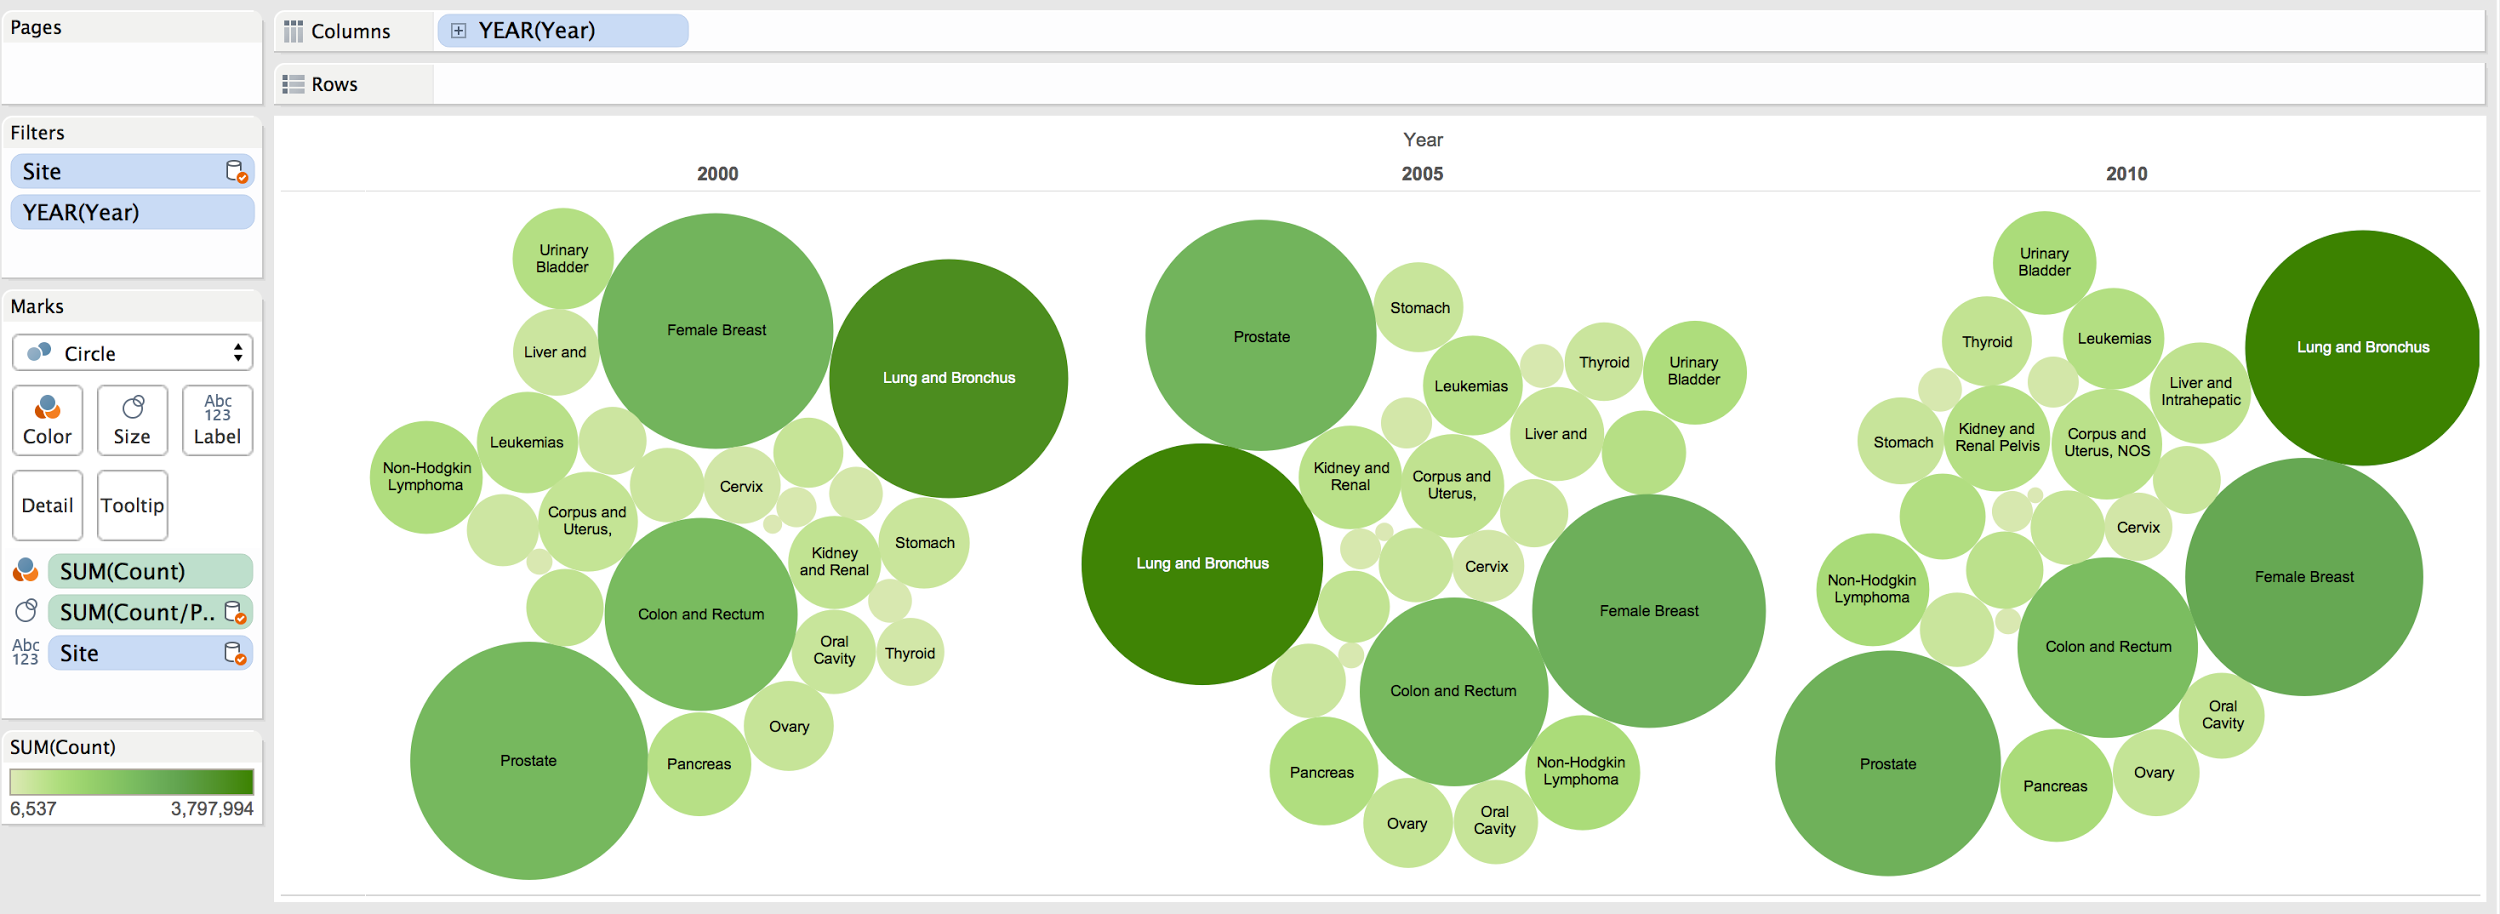 Pages
Columns
YEAR(Year)
Rows
Filters
Site
YEAR(Year)
Marks
Circle
Color
Size
Abc
123
Label
Detail
Tooltip
SUM(Count)
SUM(Count/P..
Abc
123
Site
SUM(Count)
6,537
3,797,994
Year
2000
2005
2010
Urinary
Bladder
Female Breast
Liver and
Lung and Bronchus
Leukemias
Non-Hodgkin
Lymphoma
Cervix
Corpus and
Uterus,
Kidney
and Renal
Stomach
Colon and Rectum
Oral
Cavity
Thyroid
Ovary
Prostate
Pancreas
Prostate
Stomach
Thyroid
Urinary
Bladder
Leukemias
Liver and
Kidney and
Renal
Corpus and
Uterus,
Lung and Bronchus
Cervix
Female Breast
Colon and Rectum
Pancreas
Non-Hodgkin
Lymphoma
Ovary
Oral
Cavity
Urinary
Bladder
Thyroid
Leukemias
Lung and Bronchus
Liver and
Intrahepatic
Stomach
Kidney and
Renal Pelvis
Corpus and
Uterus, NOS
Cervix
Non-Hodgkin
Lymphoma
Female Breast
Colon and Rectum
Oral
Cavity
Prostate
Pancreas
Ovary